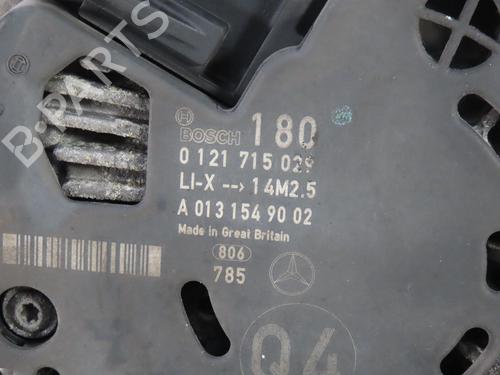 B-PARTS
BOSCH 180
0 121 715 029
LI-X --> 14M2.5
A 013 154 90 02
Made in Great Britain
806
785
Q4